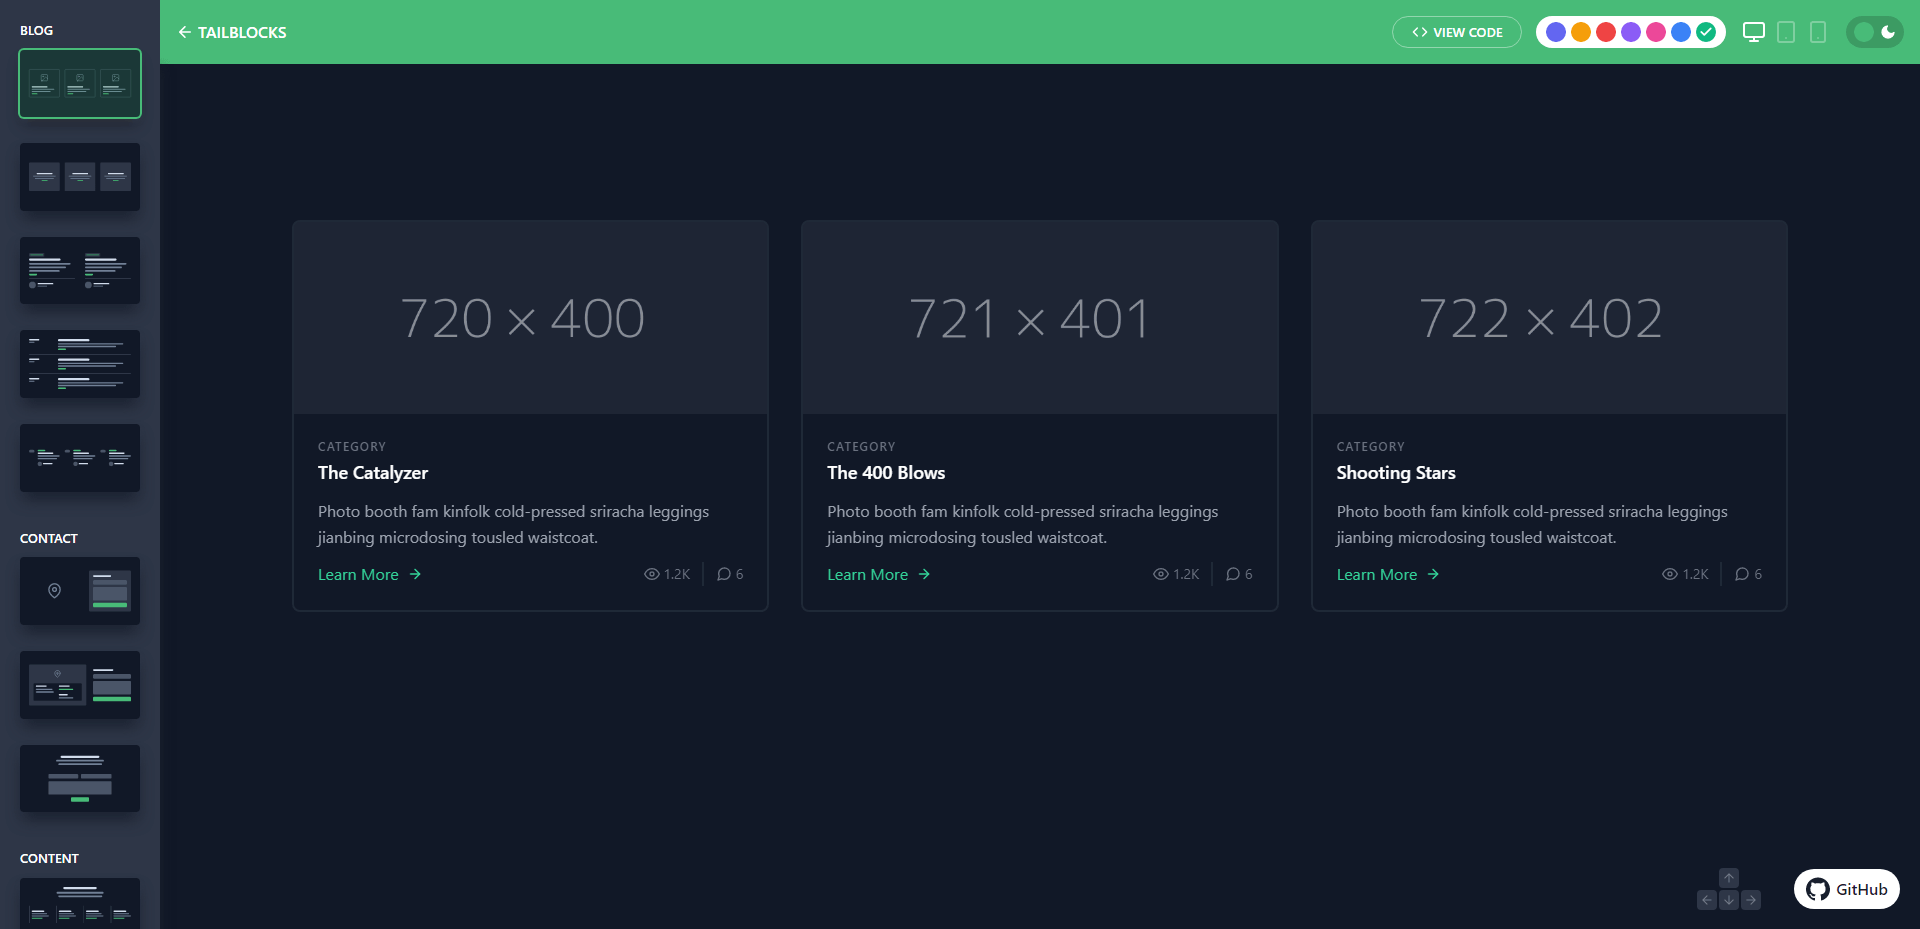 BLOG
CONTACT
CONTENT
TAILBLOCKS
VIEW CODE
720 × 400
CATEGORY
The Catalyzer
Photo booth fam kinfolk cold-pressed sriracha leggings
jianbing microdosing tousled waistcoat.
Learn More
1.2K
6
721 × 401
CATEGORY
The 400 Blows
Photo booth fam kinfolk cold-pressed sriracha leggings
jianbing microdosing tousled waistcoat.
Learn More
1.2K
6
722 × 402
CATEGORY
Shooting Stars
Photo booth fam kinfolk cold-pressed sriracha leggings
jianbing microdosing tousled waistcoat.
Learn More
1.2K
6
GitHub